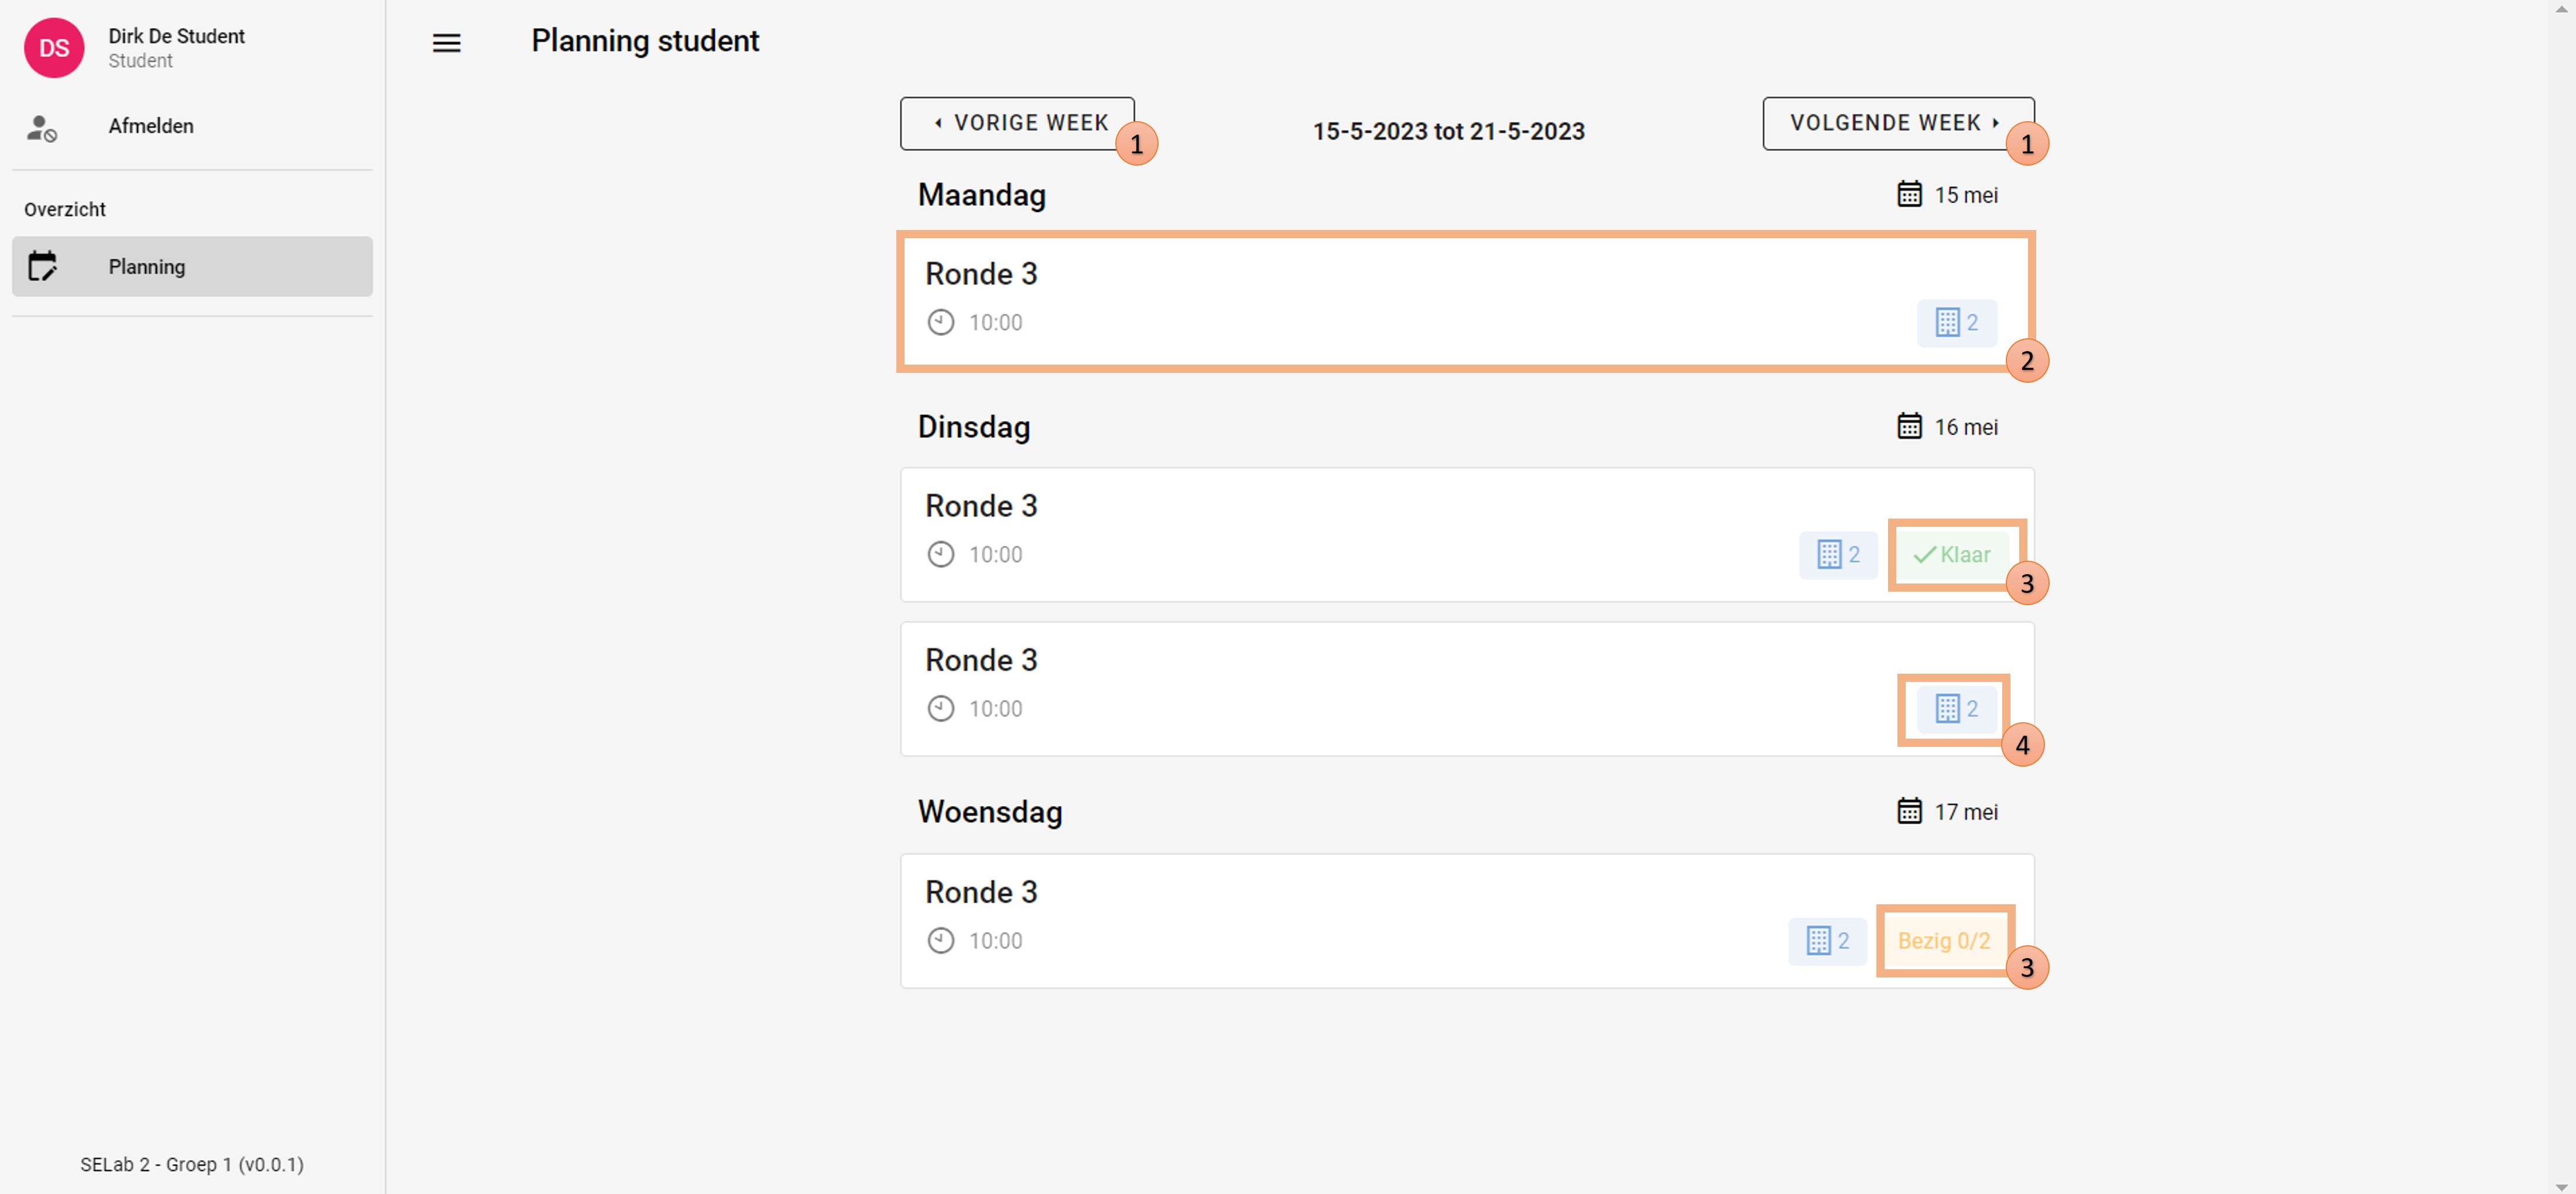 DS
Dirk De Student
Student
Afmelden
Overzicht
Planning
SELab 2 - Groep 1 (v0.0.1)
Planning student
VORIGE WEEK
1
15-5-2023 tot 21-5-2023
VOLGENDE WEEK
1
Maandag
15 mei
Ronde 3
10:00
2
2
Dinsdag
16 mei
Ronde 3
10:00
2
Klaar
3
Ronde 3
10:00
2
4
Woensdag
17 mei
Ronde 3
10:00
2
Bezig 0/2
3